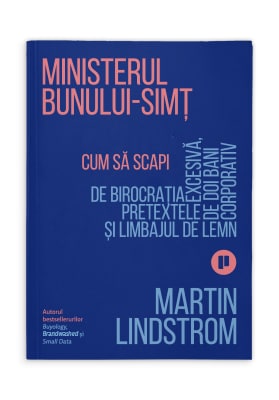 MINISTERUL
BUNULUI-SIMȚ
CUM SĂ SCAPI
DE BIROCRAȚIA EXCESIVĂ,
PRETEXTELE DE DOI BANI
ȘI LIMBAJUL DE LEMN CORPORATIV
MARTIN
LINDSTROM
Autorul
bestsellerurilor
Buyology,
Brandwashed și
Small Data